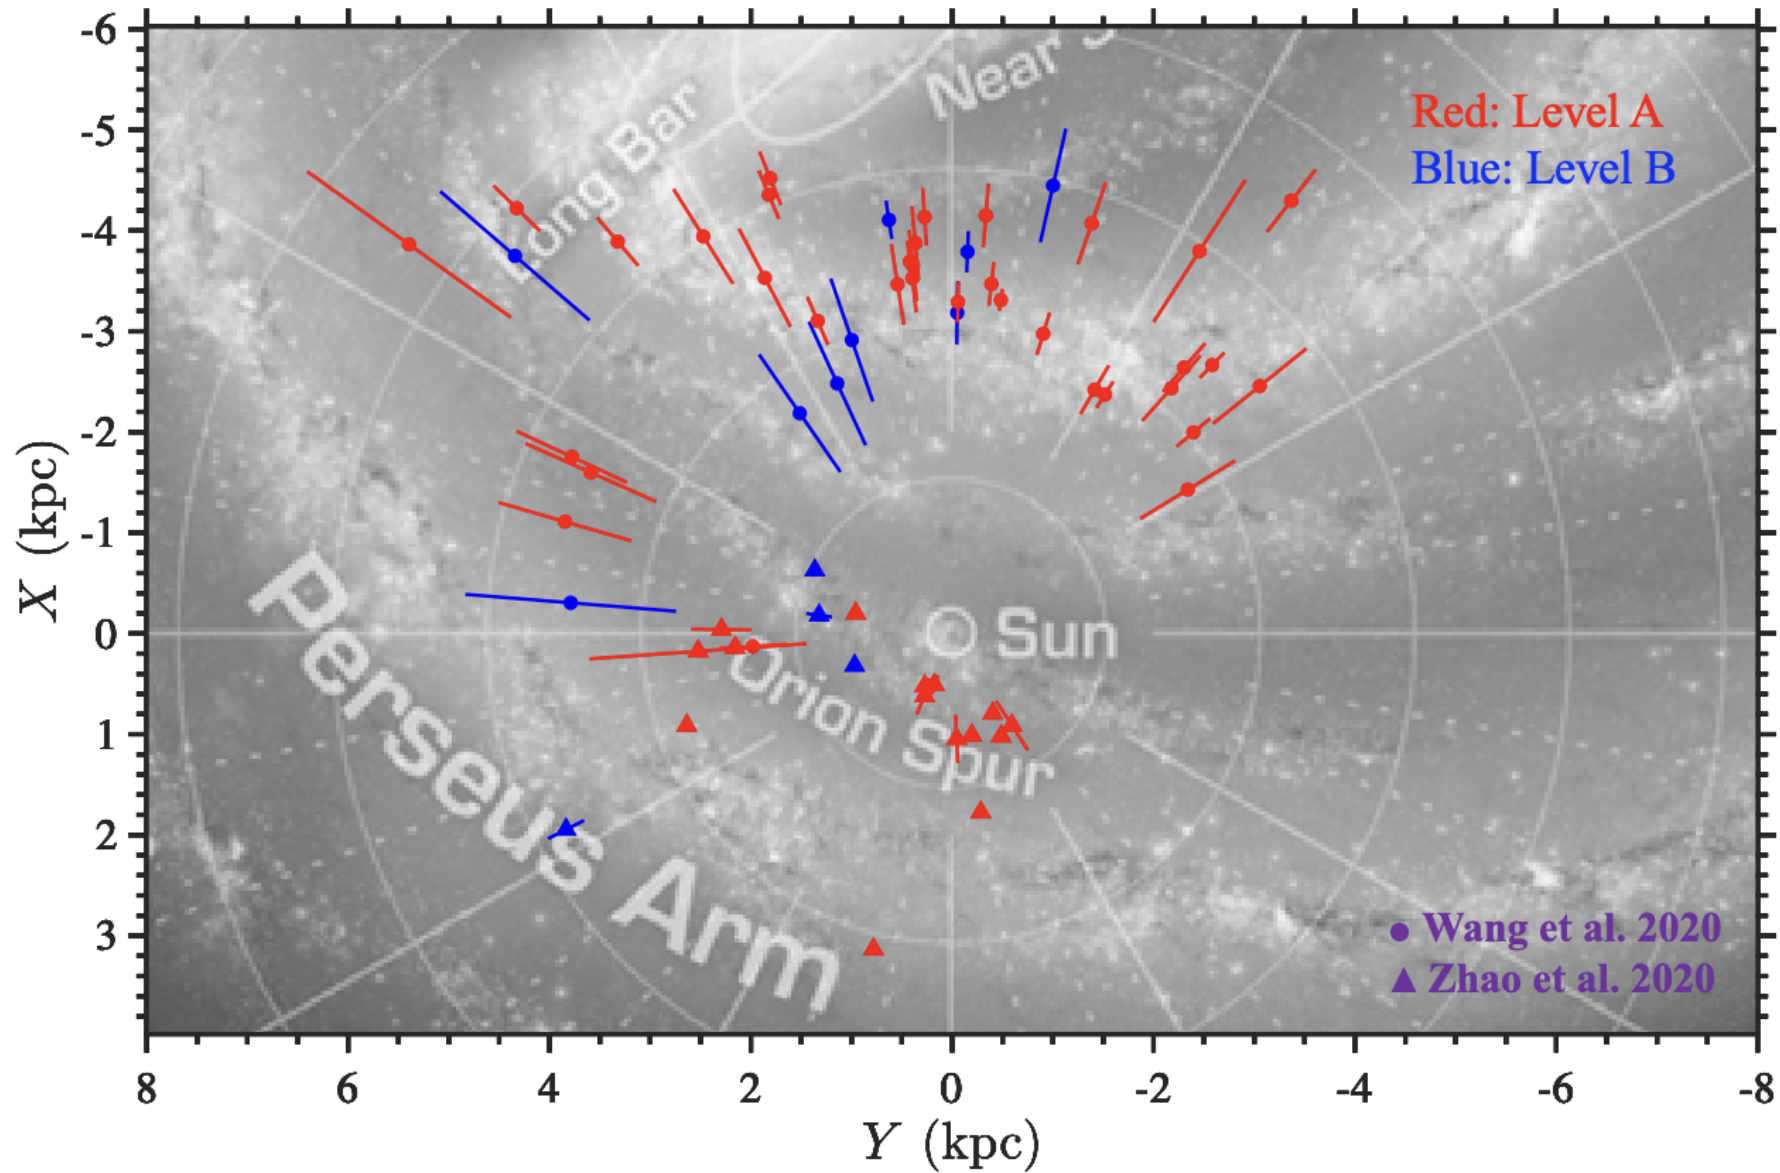 -6
-5
-4
-3
-2
-1
0
1
2
3
X (kpc)
8
6
4
2
0
-2
-4
-6
-8
Y (kpc)
Near
Long Bar
Red: Level A
Blue: Level B
Sun
Orion Spur
Perseus Arm
Wang et al. 2020
Zhao et al. 2020